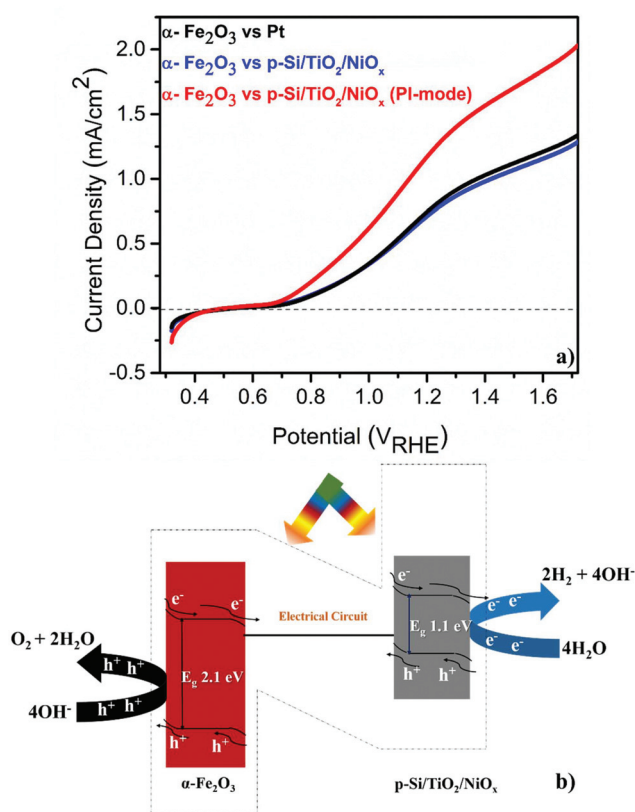 α- Fe₂O₃ vs Pt
α- Fe₂O₃ vs p-Si/TiO₂/NiOₓ
α- Fe₂O₃ vs p-Si/TiO₂/NiOₓ (PI-mode)
Current Density (mA/cm²)
2.0
1.5
1.0
0.5
0.0
-0.5
a)
0.4 0.6 0.8 1.0 1.2 1.4 1.6
Potential (V_RHE)
e⁻ e⁻
Electrical Circuit
e⁻ e⁻
2H₂ + 4OH⁻
e⁻ e⁻
O₂ + 2H₂O
h⁺ h⁺
E_g 2.1 eV
E_g 1.1 eV
e⁻ e⁻
4H₂O
4OH⁻
h⁺ h⁺
h⁺ h⁺
h⁺ h⁺
α-Fe₂O₃
p-Si/TiO₂/NiOₓ
b)